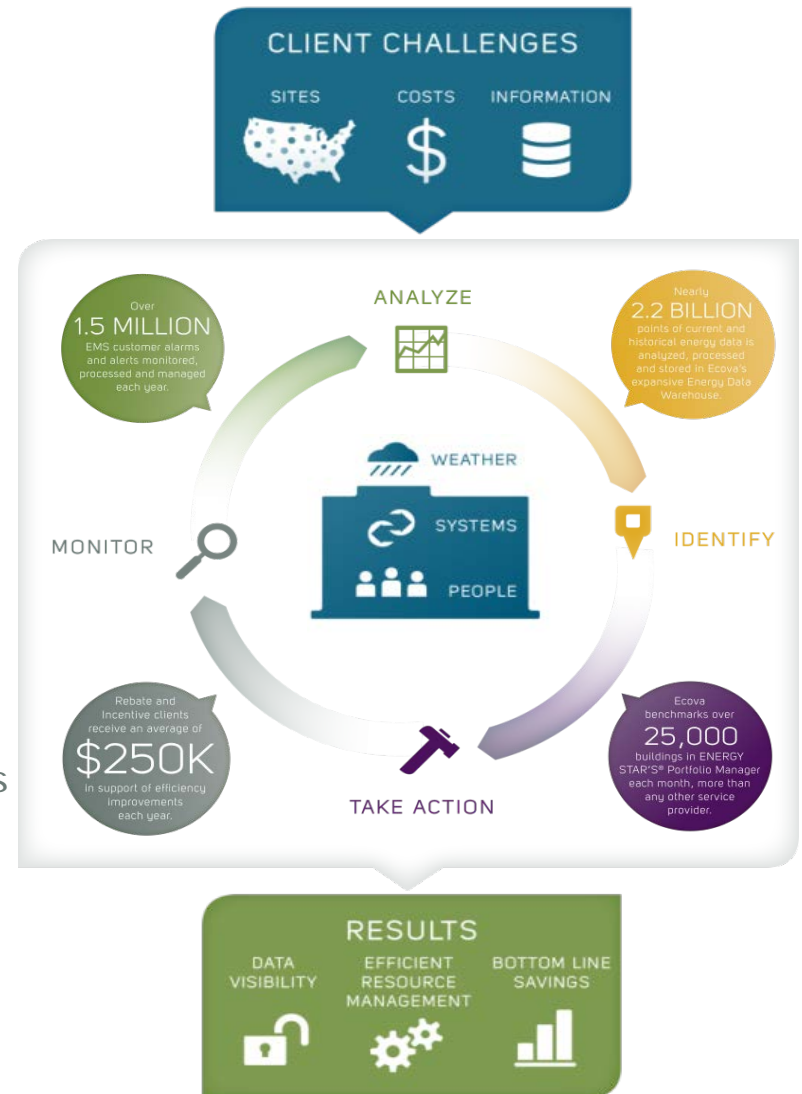 CLIENT CHALLENGES
SITES
COSTS
INFORMATION
$
ANALYZE
Over
1.5 MILLION
EMS customer alarms
and alerts monitored,
processed and managed
each year.
Nearly
2.2 BILLION
points of current and
historical energy data is
analyzed, processed
and stored in Ecova's
expansive Energy Data
Warehouse.
WEATHER
SYSTEMS
PEOPLE
MONITOR
IDENTIFY
Rebate and
Incentive clients
receive an average of
$250K
in support of efficiency
improvements
each year.
Ecova
benchmarks over
25,000
buildings in ENERGY
STAR'S® Portfolio Manager
each month, more than
any other service
provider.
S
TAKE ACTION
RESULTS
DATA
VISIBILITY
EFFICIENT
RESOURCE
MANAGEMENT
BOTTOM LINE
SAVINGS